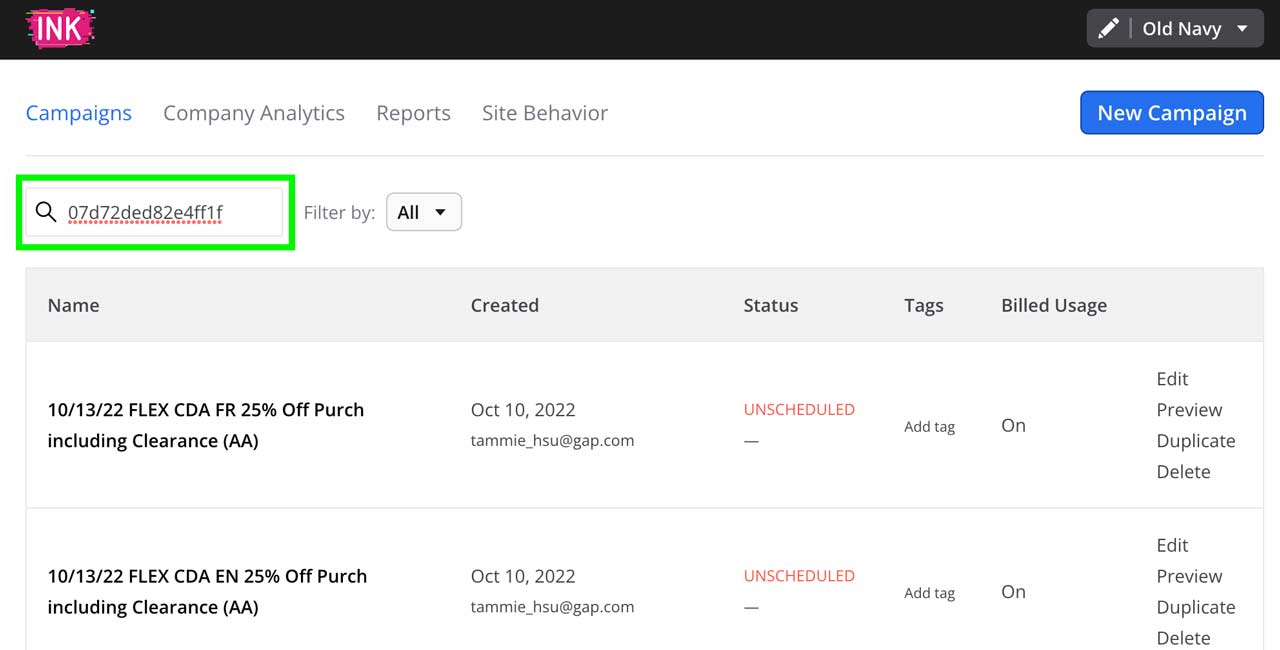 INK
Old Navy
Campaigns Company Analytics Reports Site Behavior New Campaign
07d72ded82e4ff1f Filter by: All
Name Created Status Tags Billed Usage
10/13/22 FLEX CDA FR 25% Off Purch including Clearance (AA)
Oct 10, 2022
tammie_hsu@gap.com
UNSCHEDULED
—
Add tag
On
Edit
Preview
Duplicate
Delete
10/13/22 FLEX CDA EN 25% Off Purch including Clearance (AA)
Oct 10, 2022
tammie_hsu@gap.com
UNSCHEDULED
—
Add tag
On
Edit
Preview
Duplicate
Delete